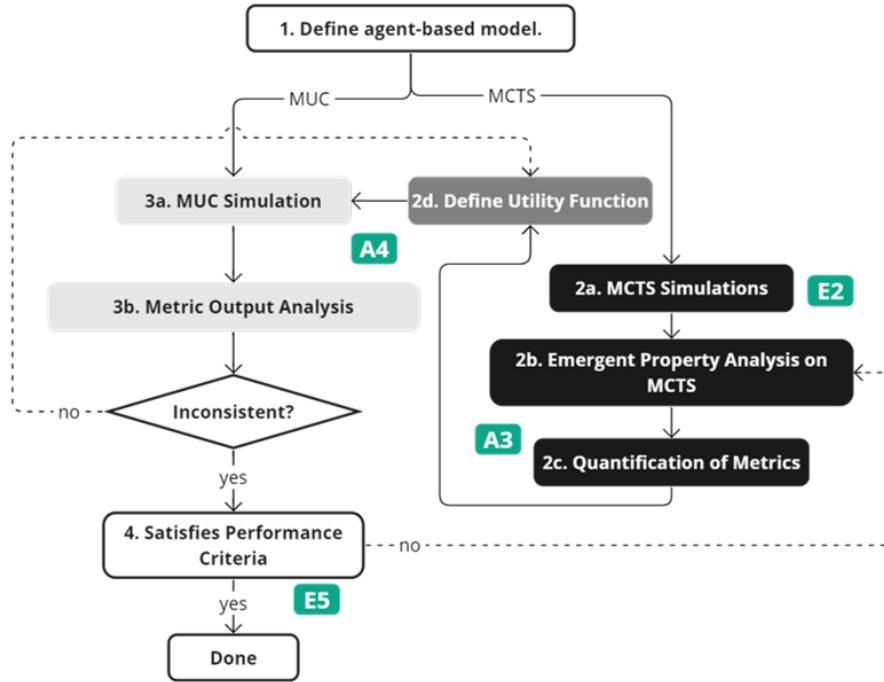 1. Define agent-based model.
MUC
MCTS
3a. MUC Simulation
2d. Define Utility Function
A4
2a. MCTS Simulations
E2
3b. Metric Output Analysis
2b. Emergent Property Analysis on
MCTS
no
Inconsistent?
A3
2c. Quantification of Metrics
yes
4. Satisfies Performance
Criteria
no
E5
yes
Done